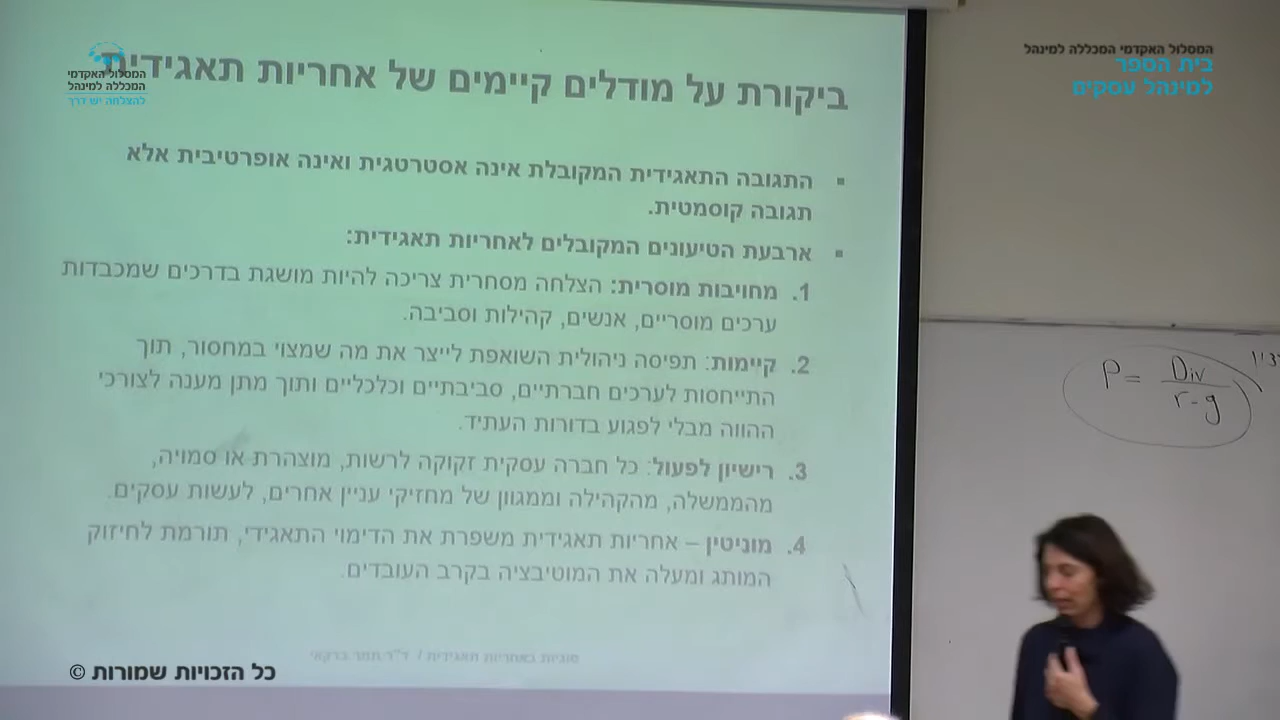 המסלול האקדמי המכללה למינהל
בית הספר
למינהל עסקים
המסלול האקדמי
המכללה למינהל
להצלחה יש דרך
ביקורת על מודלים קיימים של אחריות תאגידית
התגובה התאגידית המקובלת אינה אסטרטגית ואינה אופרטיבית אלא
תגובה קוסמטית.
ארבעת הטיעונים המקובלים לאחריות תאגידית:
1. מחויבות מוסרית: הצלחה מסחרית צריכה להיות מושגת בדרכים שמכבדות
ערכים מוסריים, אנשים, קהילות וסביבה.
2. קיימות: תפיסה ניהולית השואפת לייצר את מה שמצוי במחסור, תוך
התייחסות לערכים חברתיים, סביבתיים וכלכליים ותוך מתן מענה לצורכי
ההווה מבלי לפגוע בדורות העתיד.
3. רישיון לפעול: כל חברה עסקית זקוקה לרשות, מוצהרת או סמויה,
מהממשלה, מהקהילה וממגוון של מחזיקי עניין אחרים, לעשות עסקים.
4. מוניטין – אחריות תאגידית משפרת את הדימוי התאגידי, תורמת לחיזוק
המותג ומעלה את המוטיבציה בקרב העובדים.
סוגיות באחריות תאגידית / ד"ר תמר ברקאי
כל הזכויות שמורות ©
P = Div
r - g